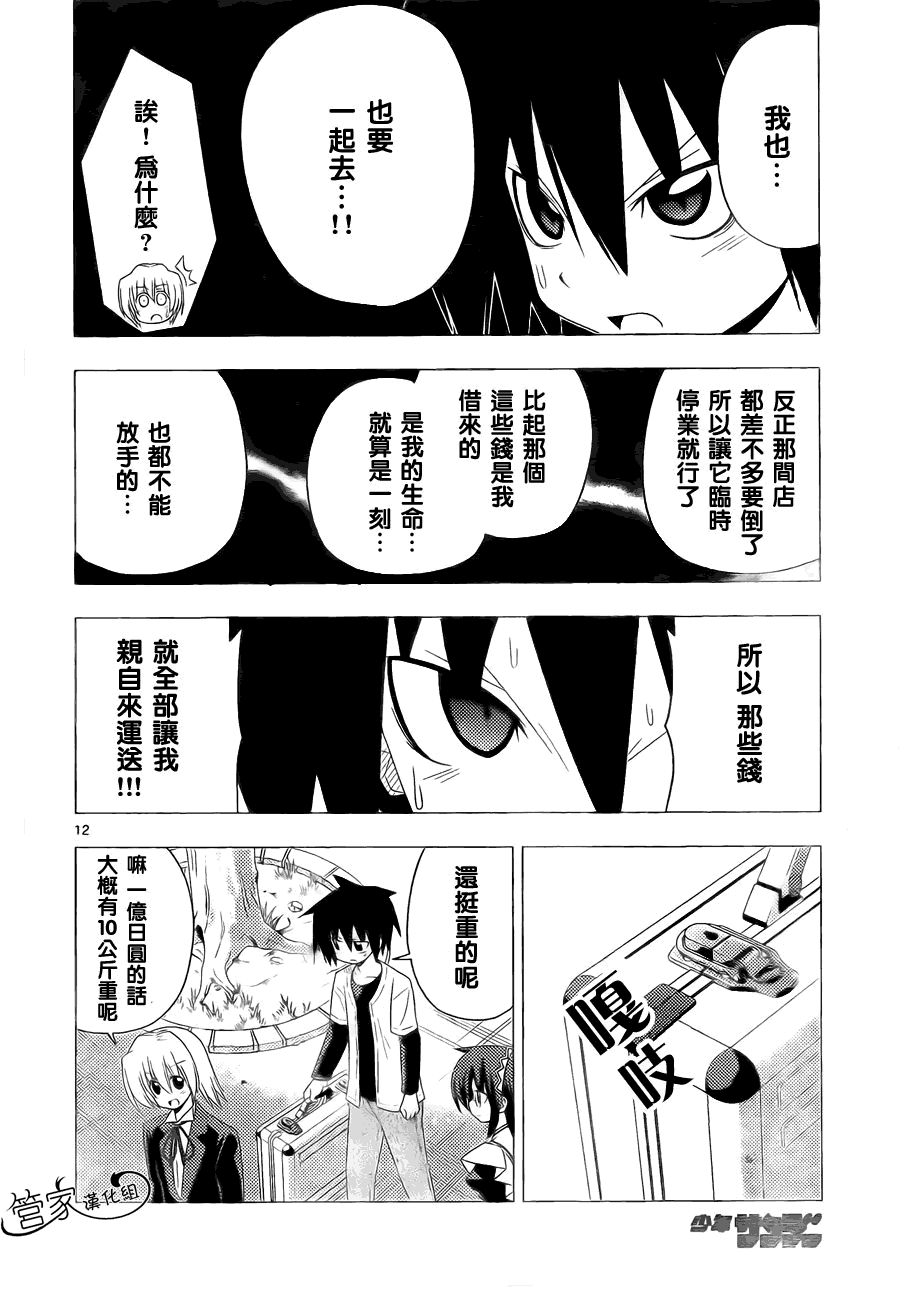 我也…
也要
一起去…!!
誒！為什麼？
反正那間店
都差不多要倒了
所以讓它臨時
停業就行了
比起那個
這些錢是我
借來的
是我的生命…
就算是一刻…
也都不能
放手的…
所以 那些錢
就全部讓我
親自來運送!!!
12
嘎吱
還挺重的呢
嘛 一億日圓的話
大概有10公斤重呢
管家漢化組
少年サンデー